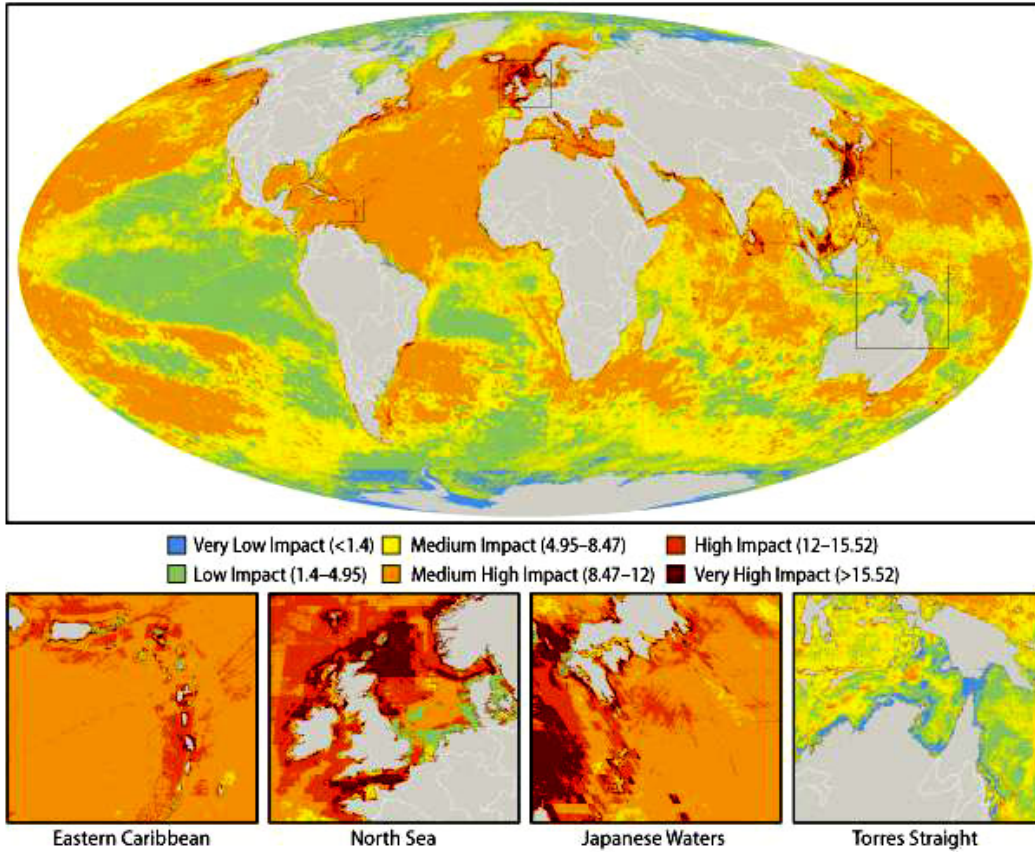 Very Low Impact (<1.4) Medium Impact (4.95–8.47) High Impact (12–15.52)
Low Impact (1.4–4.95) Medium High Impact (8.47–12) Very High Impact (>15.52)
Eastern Caribbean North Sea Japanese Waters Torres Straight